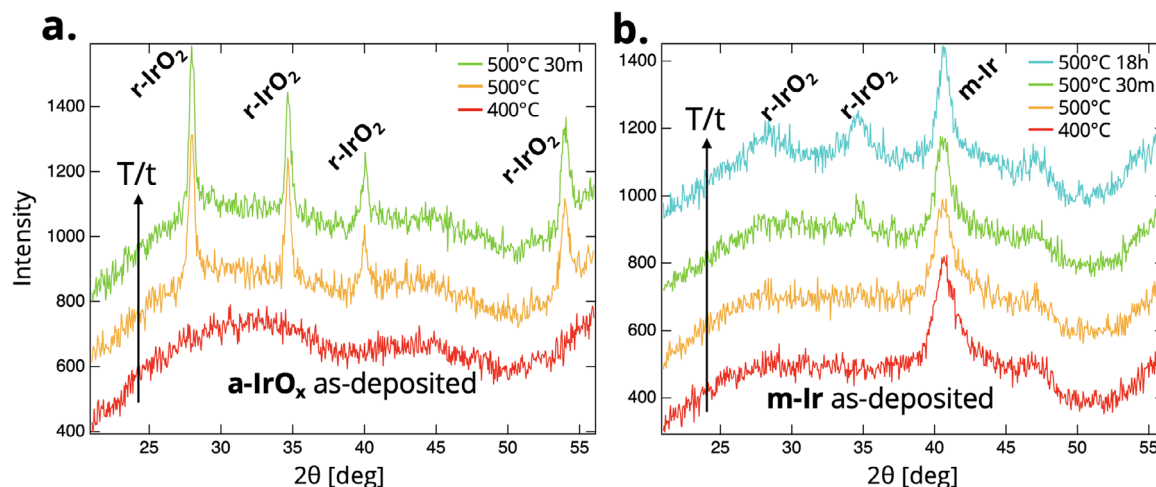 a.
r-IrO₂
r-IrO₂
r-IrO₂
r-IrO₂
500°C 30m
500°C
400°C
T/t
a-IrOₓ as-deposited
Intensity
1400
1200
1000
800
600
400
25
30
35
40
45
50
55
2θ [deg]
b.
r-IrO₂
r-IrO₂
m-Ir
500°C 18h
500°C 30m
500°C
400°C
T/t
m-Ir as-deposited
1400
1200
1000
800
600
400
25
30
35
40
45
50
55
2θ [deg]